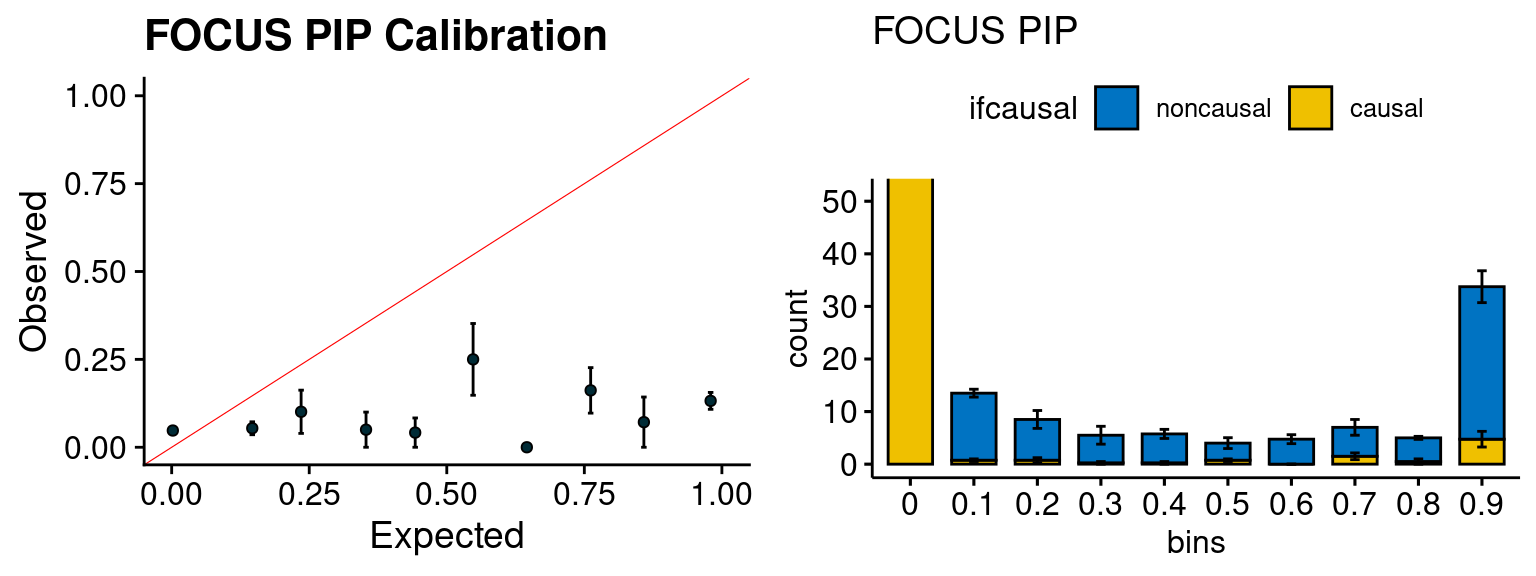 FOCUS PIP Calibration
1.00
0.75
0.50
0.25
0.00
Observed
0.00 0.25 0.50 0.75 1.00
Expected
FOCUS PIP
ifcausal noncausal causal
50
40
30
20
10
0
count
0 0.1 0.2 0.3 0.4 0.5 0.6 0.7 0.8 0.9
bins